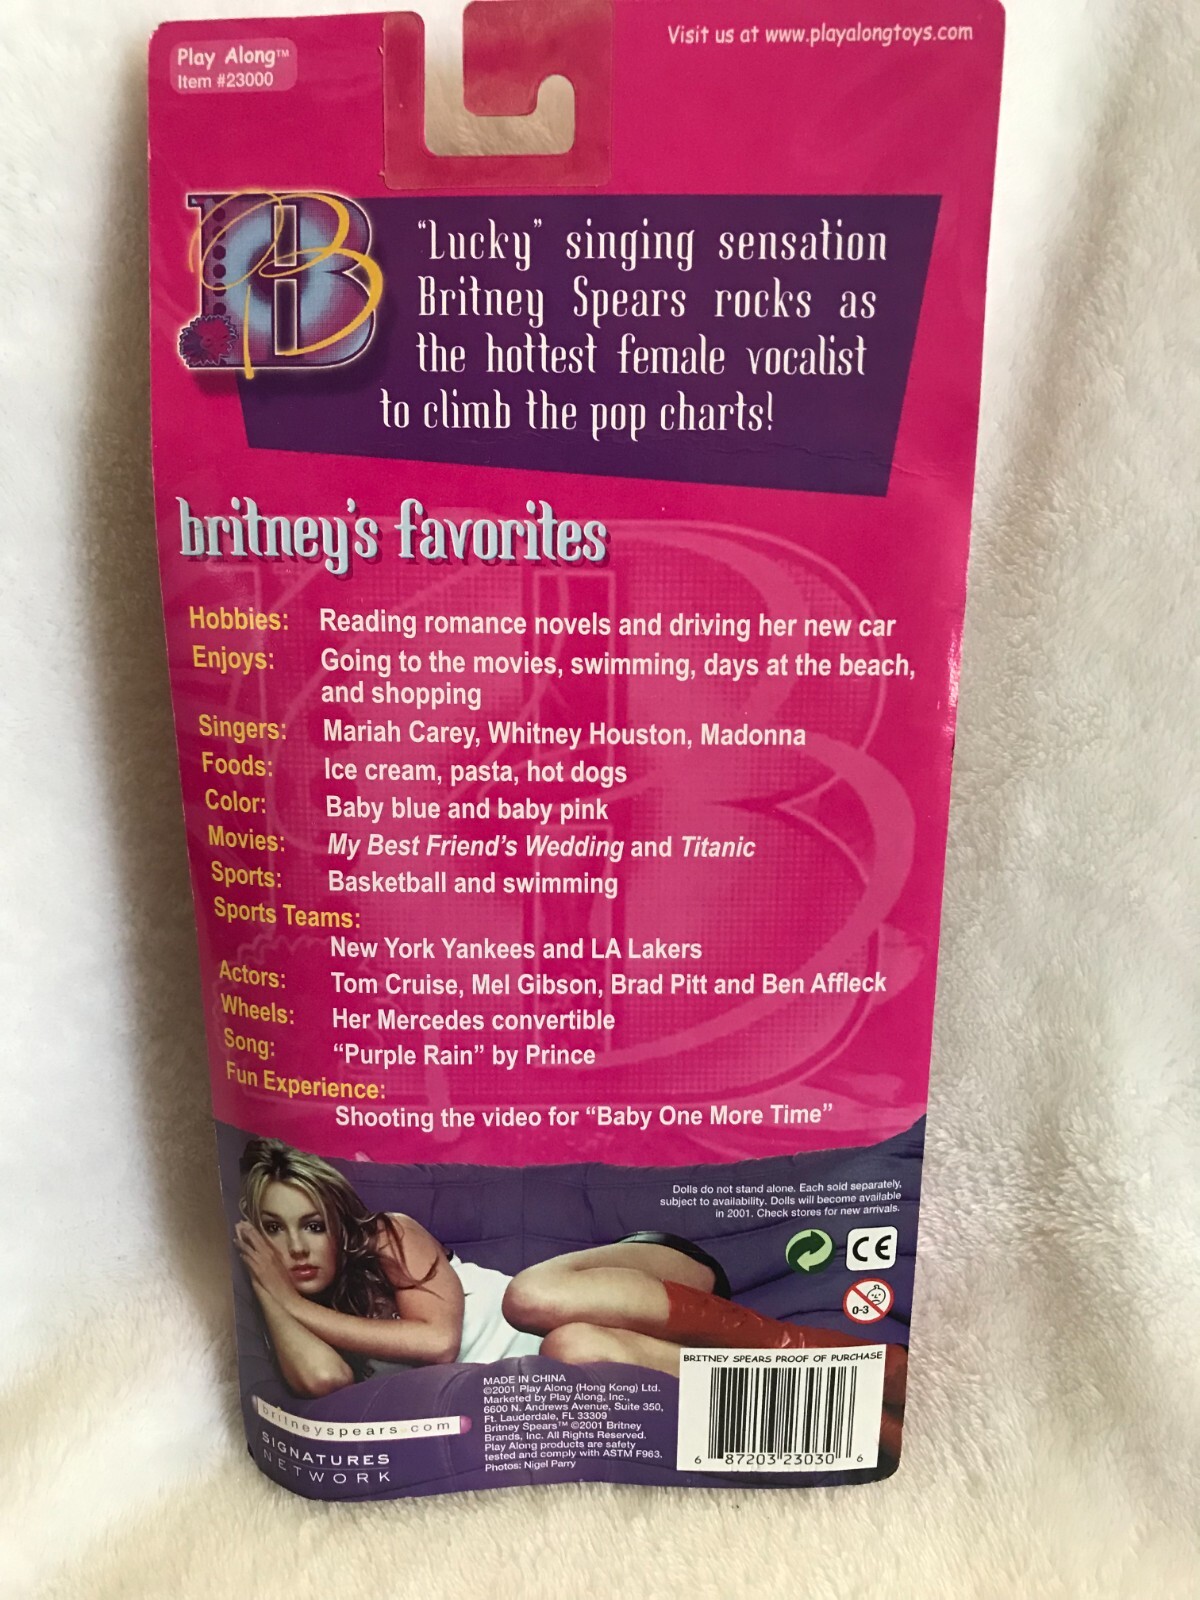 Play Along™
Item #23000
Visit us at www.playalongtoys.com
B
"Lucky" singing sensation
Britney Spears rocks as
the hottest female vocalist
to climb the pop charts!
britney's favorites
Hobbies: Reading romance novels and driving her new car
Enjoys: Going to the movies, swimming, days at the beach,
and shopping
Singers: Mariah Carey, Whitney Houston, Madonna
Foods: Ice cream, pasta, hot dogs
Color: Baby blue and baby pink
Movies: My Best Friend's Wedding and Titanic
Sports: Basketball and swimming
Sports Teams:
New York Yankees and LA Lakers
Actors: Tom Cruise, Mel Gibson, Brad Pitt and Ben Affleck
Wheels: Her Mercedes convertible
Song: "Purple Rain" by Prince
Fun Experience:
Shooting the video for "Baby One More Time"
Dolls do not stand alone. Each sold separately,
subject to availability. Dolls will become available
in 2001. Check stores for new arrivals.
CE
0-3
BRITNEY SPEARS PROOF OF PURCHASE
6 87203 23030 6
MADE IN CHINA
©2001 Play Along (Hong Kong) Ltd.
Marketed by Play Along, Inc.,
6600 N. Andrews Avenue, Suite 350,
Ft. Lauderdale, FL 33309
Britney Spears™ ©2001 Britney
Brands, Inc. All Rights Reserved.
Play Along products are safety
tested and comply with ASTM F963.
Photos: Nigel Parry
britneyspears.com
SIGNATURES
NETWORK